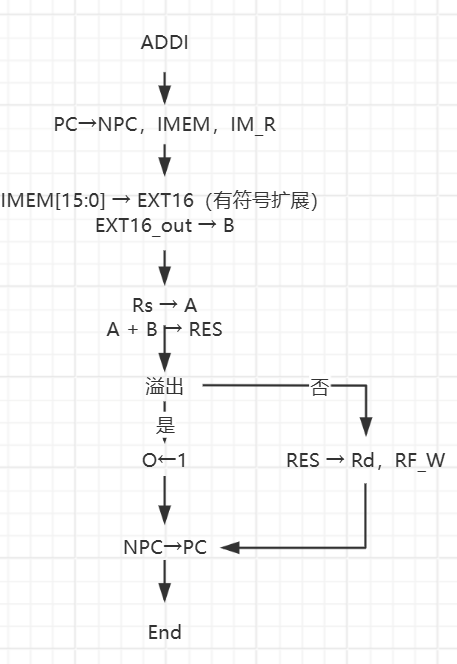 ADDI
PC→NPC，IMEM，IM_R
IMEM[15:0] → EXT16（有符号扩展）
EXT16_out → B
Rs → A
A + B → RES
溢出
否
是
O←1
RES → Rd，RF_W
NPC→PC
End